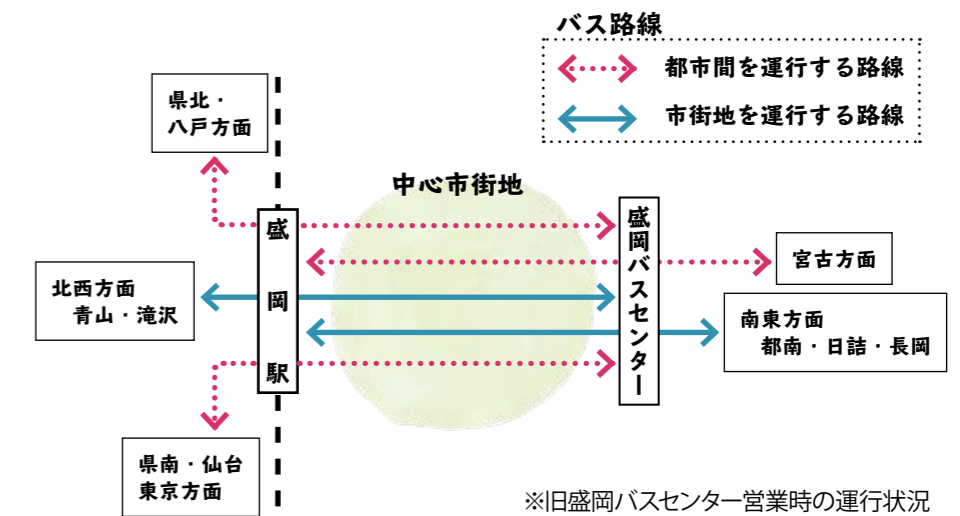 バス路線
都市間を運行する路線
市街地を運行する路線
県北・
八戸方面
中心市街地
盛岡駅
盛岡バスセンター
宮古方面
北西方面
青山・滝沢
南東方面
都南・日詰・長岡
県南・仙台
東京方面
※旧盛岡バスセンター営業時の運行状況